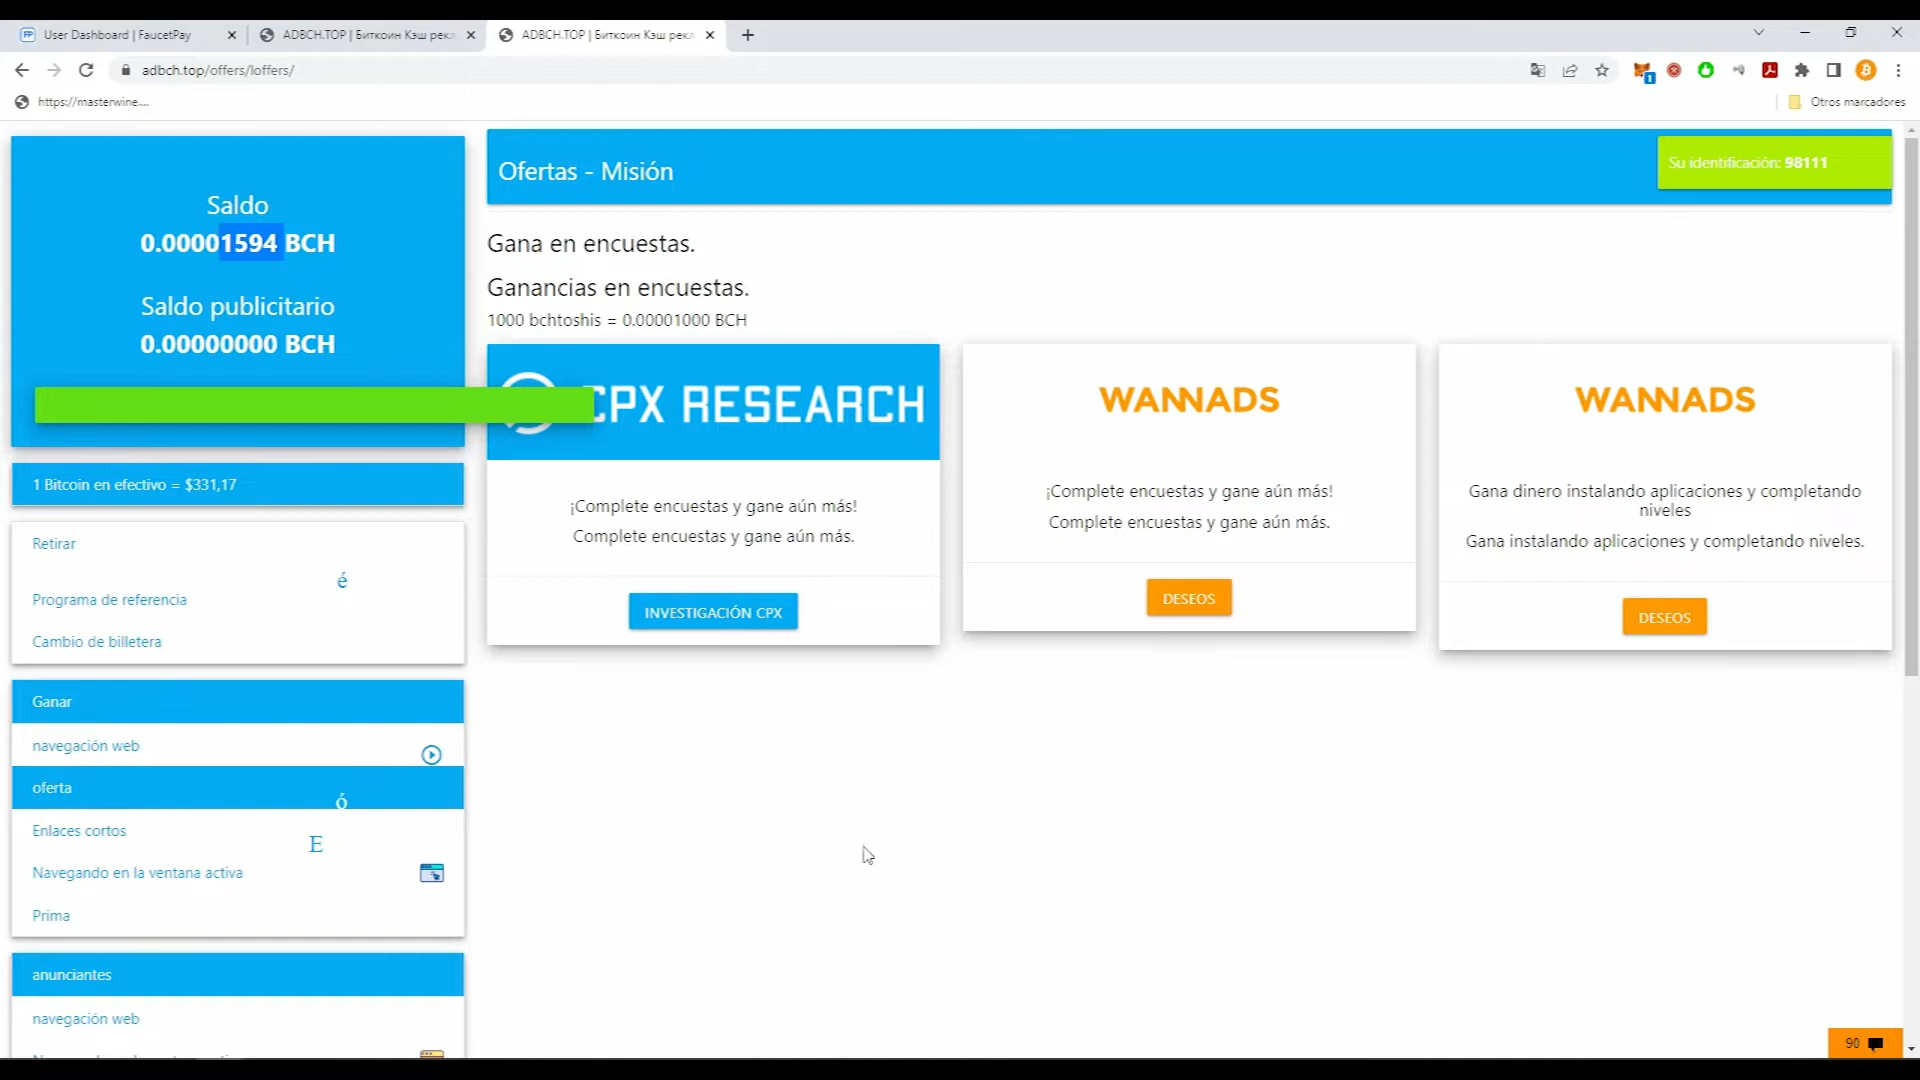 User Dashboard | FaucetPay
ADBCH.TOP | Биткоин Кэш рекл
ADBCH.TOP | Биткоин Кэш рекл
adbch.top/offers/loffers/
1
https://masterwine....
Otros marcadores
Saldo
0.00001594 BCH
Saldo publicitario
0.00000000 BCH
1 Bitcoin en efectivo = $331,17
Retirar
é
Programa de referencia
Cambio de billetera
Ganar
navegación web
oferta
ó
Enlaces cortos
E
Navegando en la ventana activa
Prima
anunciantes
navegación web
Ofertas - Misión
Su identificación: 98111
Gana en encuestas.
Ganancias en encuestas.
1000 bchtoshis = 0.00001000 BCH
CPX RESEARCH
¡Complete encuestas y gane aún más!
Complete encuestas y gane aún más.
INVESTIGACIÓN CPX
WANNADS
¡Complete encuestas y gane aún más!
Complete encuestas y gane aún más.
DESEOS
WANNADS
Gana dinero instalando aplicaciones y completando
niveles
Gana instalando aplicaciones y completando niveles.
DESEOS
90